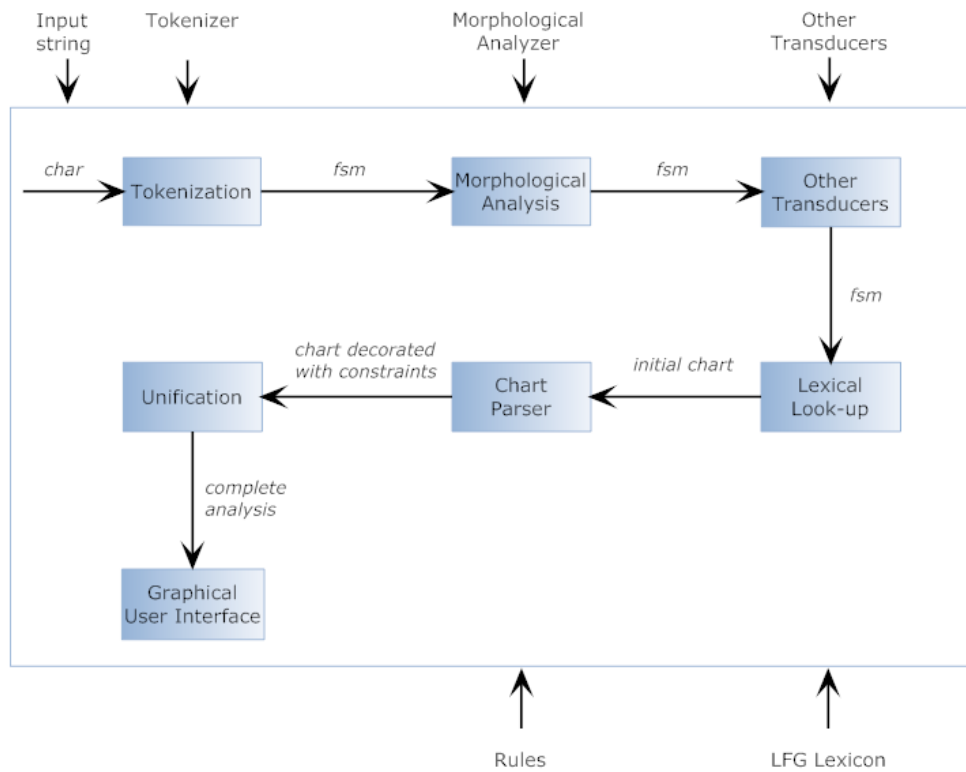 Input
string
Tokenizer
Morphological
Analyzer
Other
Transducers
char
Tokenization
fsm
Morphological
Analysis
fsm
Other
Transducers
fsm
Unification
chart decorated
with constraints
Chart
Parser
initial chart
Lexical
Look-up
complete
analysis
Graphical
User Interface
Rules
LFG Lexicon